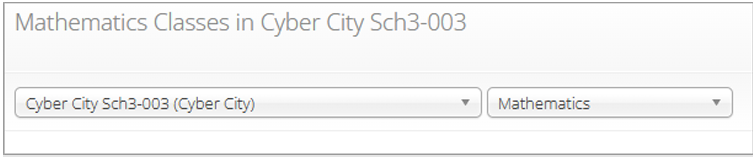 Mathematics Classes in Cyber City Sch3-003
Cyber City Sch3-003 (Cyber City) Mathematics